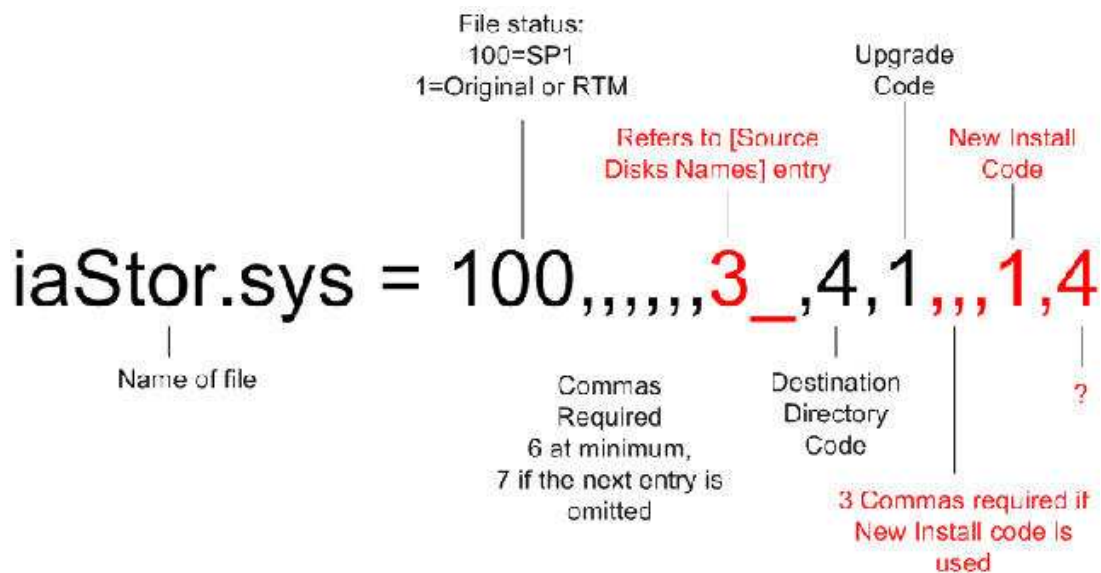 File status:
100=SP1
1=Original or RTM
Upgrade
Code
Refers to [Source
Disks Names] entry
New Install
Code
iaStor.sys = 100,,,,,,3_,4,1,,,1,4
Name of file
Commas
Required
6 at minimum,
7 if the next entry is
omitted
Destination
Directory
Code
?
3 Commas required if
New Install code is
used